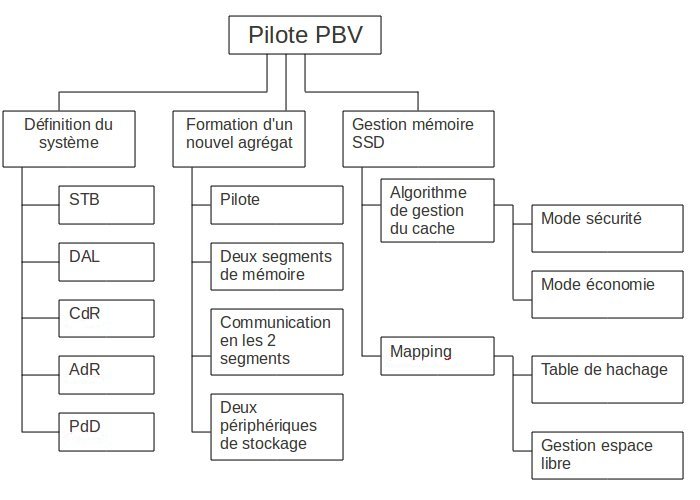 Pilote PBV
Définition du
système
Formation d'un
nouvel agrégat
Gestion mémoire
SSD
STB
DAL
CdR
AdR
PdD
Pilote
Deux segments
de mémoire
Communication
en les 2
segments
Deux
périphériques
de stockage
Algorithme
de gestion
du cache
Mapping
Mode sécurité
Mode économie
Table de hachage
Gestion espace
libre